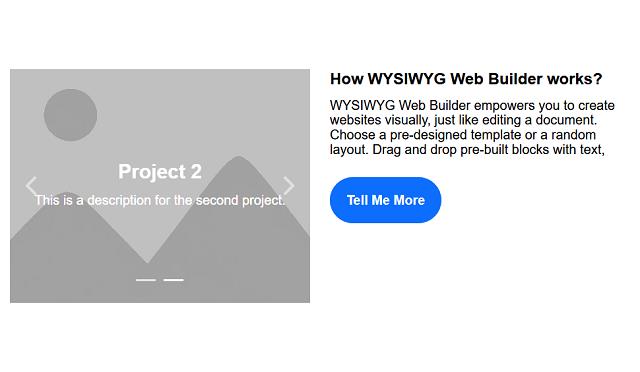 Project 2
This is a description for the second project.
How WYSIWYG Web Builder works?
WYSIWYG Web Builder empowers you to create
websites visually, just like editing a document.
Choose a pre-designed template or a random
layout. Drag and drop pre-built blocks with text,
Tell Me More